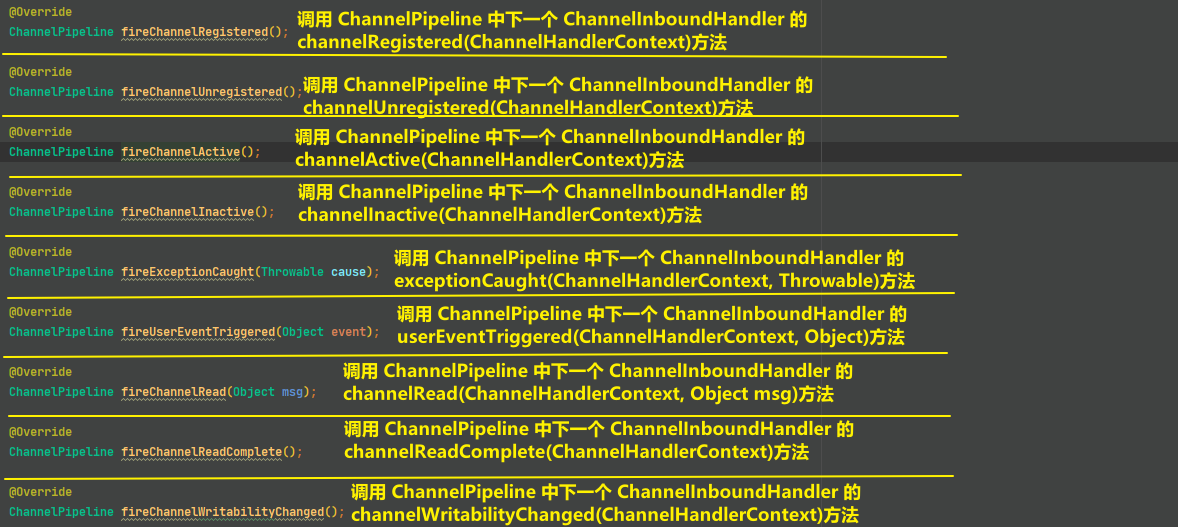 @Override
调用 ChannelPipeline 中下一个 ChannelInboundHandler 的
ChannelPipeline fireChannelRegistered();
channelRegistered(ChannelHandlerContext)方法
@Override
调用 ChannelPipeline 中下一个 ChannelInboundHandler 的
ChannelPipeline fireChannelUnregistered();
channelUnregistered(ChannelHandlerContext)方法
@Override
调用 ChannelPipeline 中下一个 ChannelInboundHandler 的
ChannelPipeline fireChannelActive();
channelActive(ChannelHandlerContext)方法
@Override
调用 ChannelPipeline 中下一个 ChannelInboundHandler 的
ChannelPipeline fireChannelInactive();
channelInactive(ChannelHandlerContext)方法
@Override
调用 ChannelPipeline 中下一个 ChannelInboundHandler 的
ChannelPipeline fireExceptionCaught(Throwable cause);
exceptionCaught(ChannelHandlerContext, Throwable)方法
@Override
调用 ChannelPipeline 中下一个 ChannelInboundHandler 的
ChannelPipeline fireUserEventTriggered(Object event);
userEventTriggered(ChannelHandlerContext, Object)方法
@Override
调用 ChannelPipeline 中下一个 ChannelInboundHandler 的
ChannelPipeline fireChannelRead(Object msg);
channelRead(ChannelHandlerContext, Object msg)方法
@Override
调用 ChannelPipeline 中下一个 ChannelInboundHandler 的
ChannelPipeline fireChannelReadComplete();
channelReadComplete(ChannelHandlerContext)方法
@Override
调用 ChannelPipeline 中下一个 ChannelInboundHandler 的
ChannelPipeline fireChannelWritabilityChanged();
channelWritabilityChanged(ChannelHandlerContext)方法